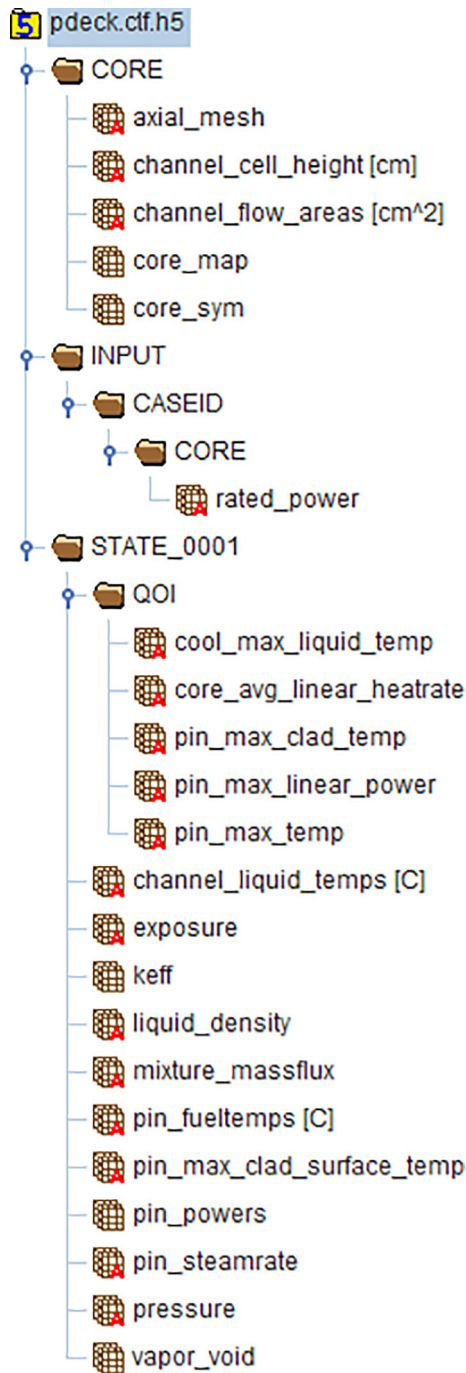 pdeck.ctf.h5
CORE
axial_mesh
channel_cell_height [cm]
channel_flow_areas [cm^2]
core_map
core_sym
INPUT
CASEID
CORE
rated_power
STATE_0001
QOI
cool_max_liquid_temp
core_avg_linear_heatrate
pin_max_clad_temp
pin_max_linear_power
pin_max_temp
channel_liquid_temps [C]
exposure
keff
liquid_density
mixture_massflux
pin_fueltemps [C]
pin_max_clad_surface_temp
pin_powers
pin_steamrate
pressure
vapor_void